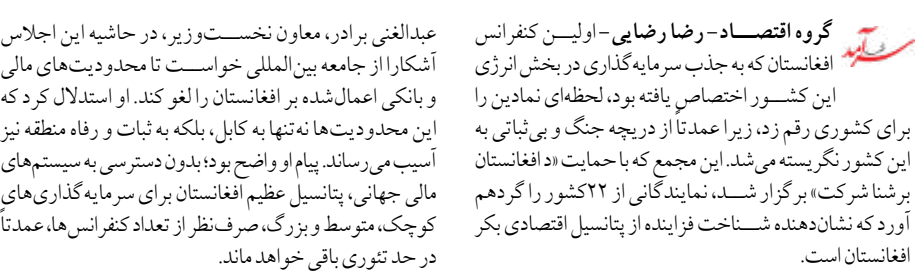 سرآمد
گروه اقتصاد - رضا رضایی - اولین کنفرانس
افغانستان که به جذب سرمایه‌گذاری در بخش انرژی
این کشور اختصاص یافته بود، لحظه‌ای نمادین را
برای کشوری رقم زد، زیرا عمدتاً از دریچه جنگ و بی‌ثباتی به
این کشور نگریسته می‌شد. این مجمع که با حمایت «د افغانستان
برشنا شرکت» برگزار شد، نمایندگانی از ۲۲کشور را گردهم
آورد که نشان‌دهنده شناخت فزاینده از پتانسیل اقتصادی بکر
افغانستان است.
عبدالغنی برادر، معاون نخست‌وزیر، در حاشیه این اجلاس
آشکارا از جامعه بین‌المللی خواست تا محدودیت‌های مالی
و بانکی اعمال‌شده بر افغانستان را لغو کند. او استدلال کرد که
این محدودیت‌ها نه‌تنها به کابل، بلکه به ثبات و رفاه منطقه نیز
آسیب می‌رساند. پیام او واضح بود؛ بدون دسترسی به سیستم‌های
مالی جهانی، پتانسیل عظیم افغانستان برای سرمایه‌گذاری‌های
کوچک، متوسط و بزرگ، صرف‌نظر از تعداد کنفرانس‌ها، عمدتاً
در حد تئوری باقی خواهد ماند.